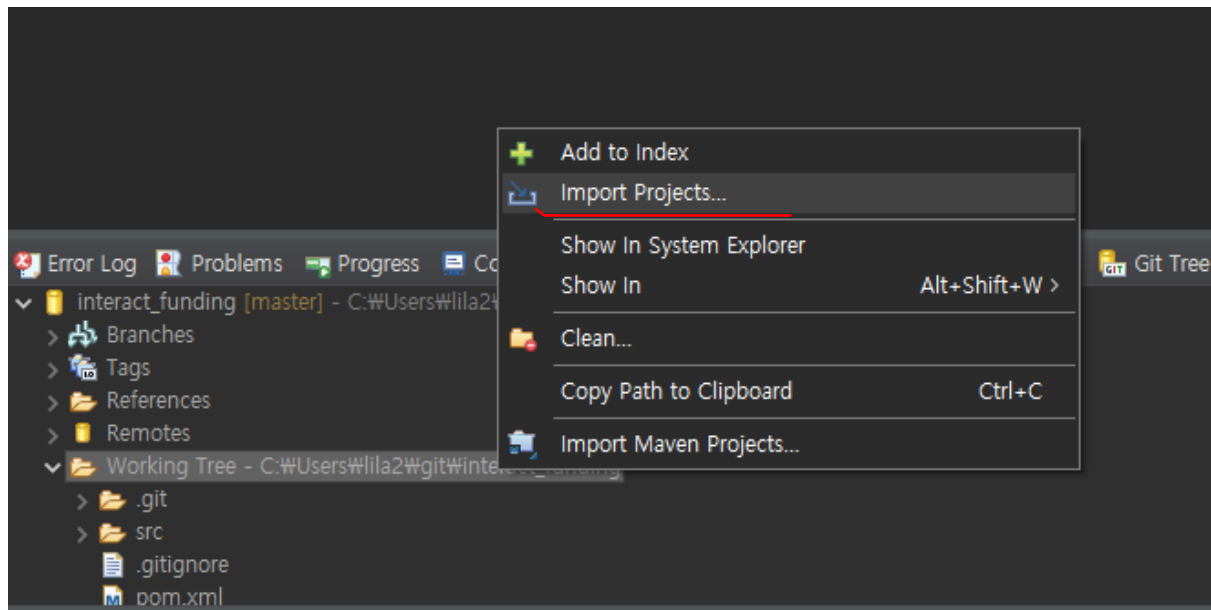 Add to Index
Import Projects...
Show In System Explorer
Show In Alt+Shift+W >
Clean...
Copy Path to Clipboard Ctrl+C
Import Maven Projects...
Error Log Problems Progress Co Git Tree
interact_funding [master] - C:₩Users₩lila2₩
Branches
Tags
References
Remotes
Working Tree - C:₩Users₩lila2₩git₩interact_funding
.git
src
.gitignore
pom.xml